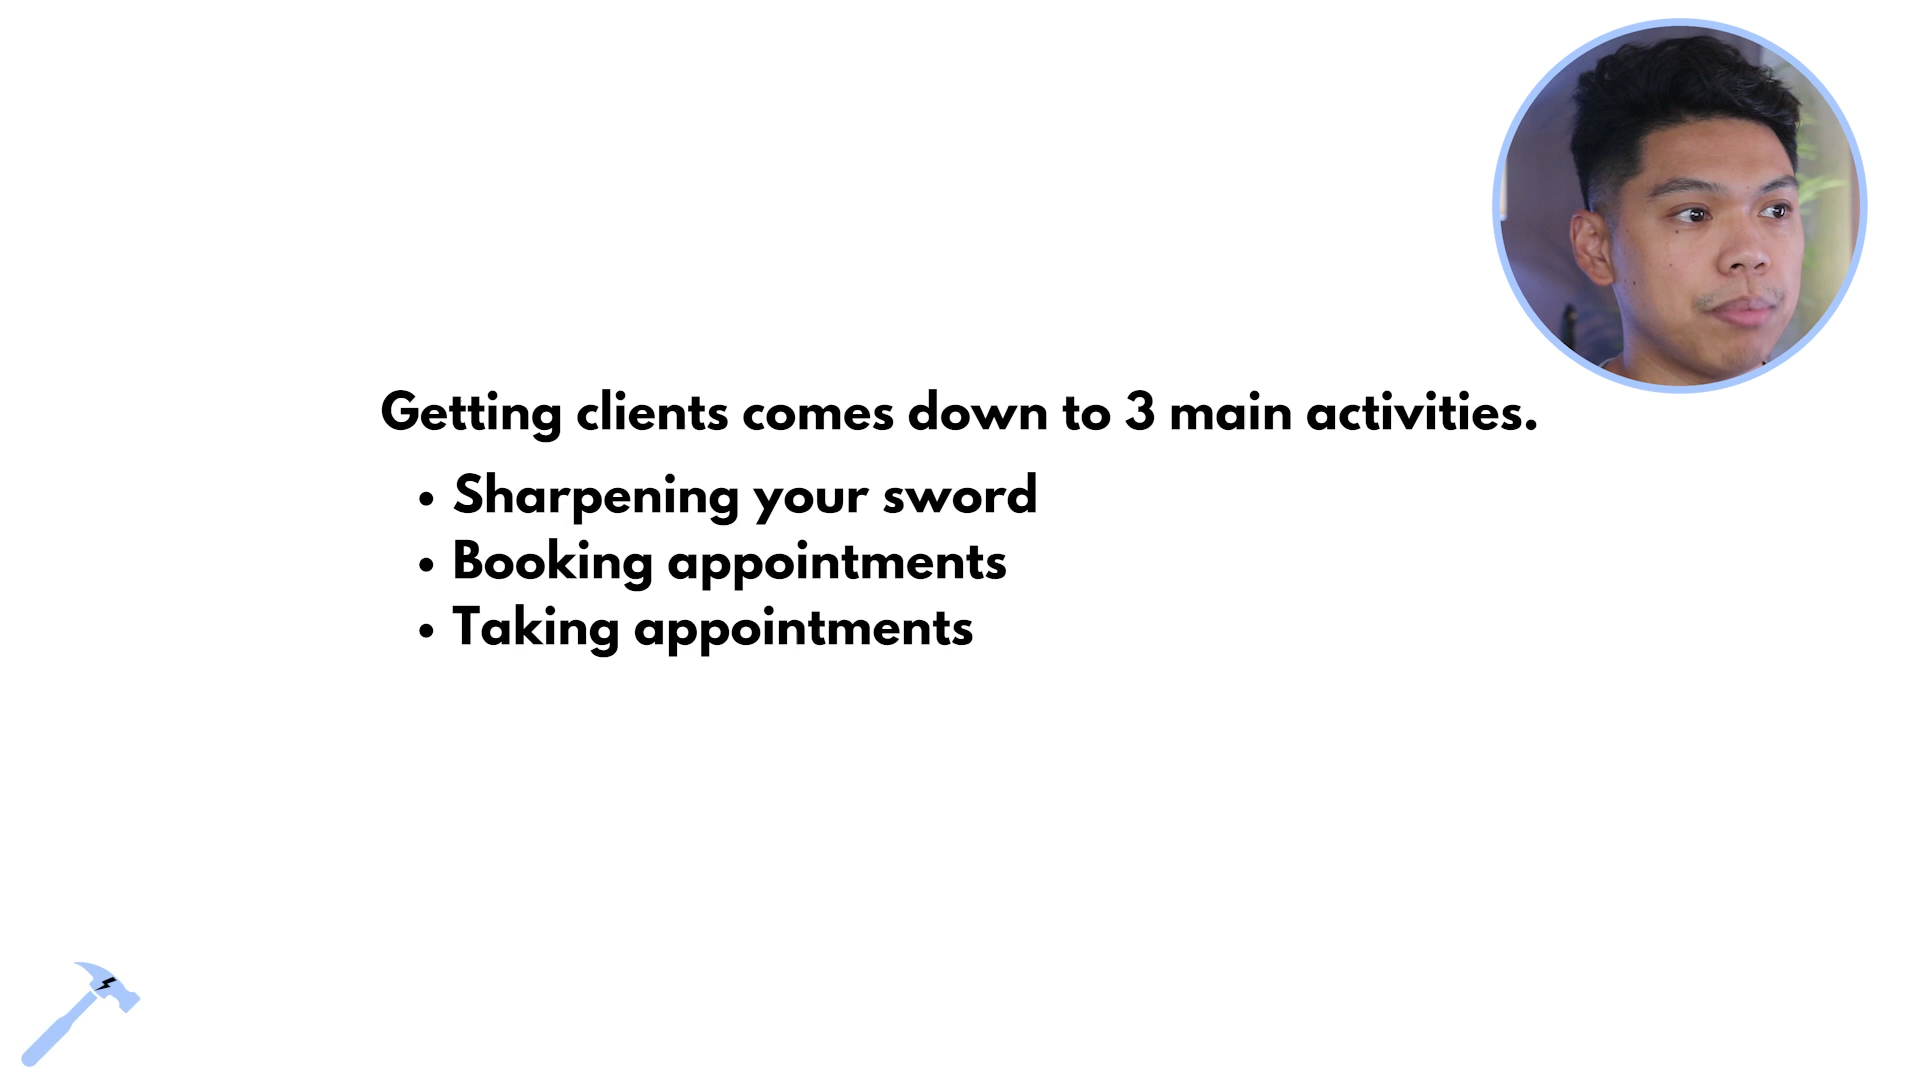 Getting clients comes down to 3 main activities.
• Sharpening your sword
• Booking appointments
• Taking appointments